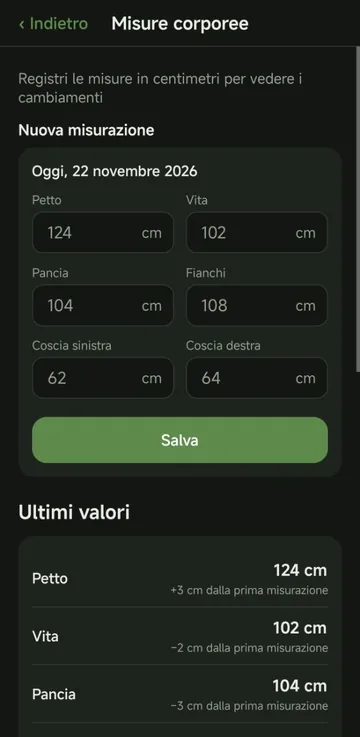 ‹ Indietro Misure corporee
Registri le misure in centimetri per vedere i
cambiamenti
Nuova misurazione
Oggi, 22 novembre 2026
Petto Vita
124 cm 102 cm
Pancia Fianchi
104 cm 108 cm
Coscia sinistra Coscia destra
62 cm 64 cm
Salva
Ultimi valori
Petto 124 cm
+3 cm dalla prima misurazione
Vita 102 cm
−2 cm dalla prima misurazione
Pancia 104 cm
−3 cm dalla prima misurazione